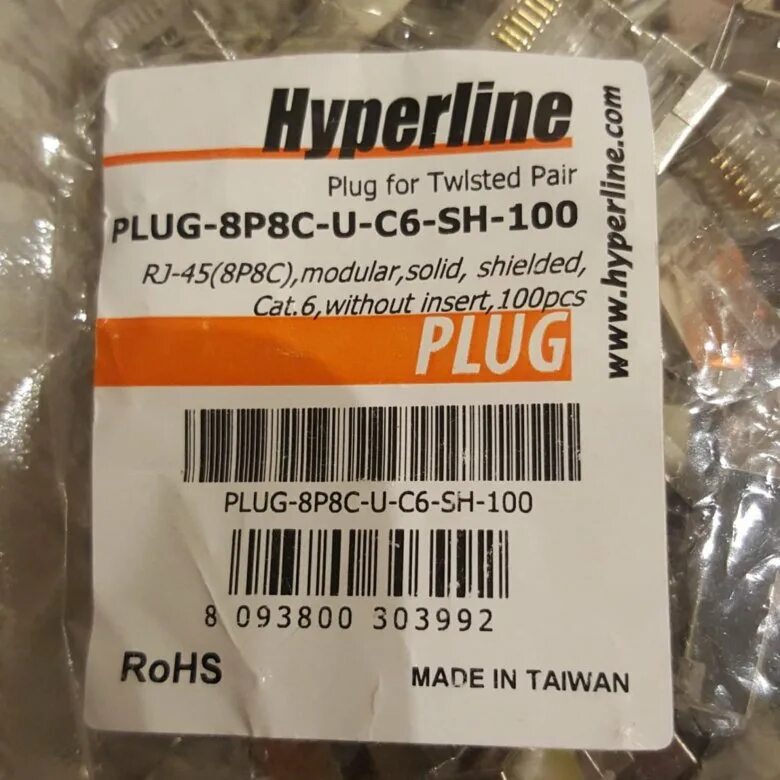 Hyperline
Plug for Twlsted Pair
PLUG-8P8C-U-C6-SH-100
RJ-45(8P8C),modular,solid, shielded,
Cat.6,without insert,100pcs
PLUG
www.hyperline.com
PLUG-8P8C-U-C6-SH-100
8 093800 303992
RoHS
MADE IN TAIWAN